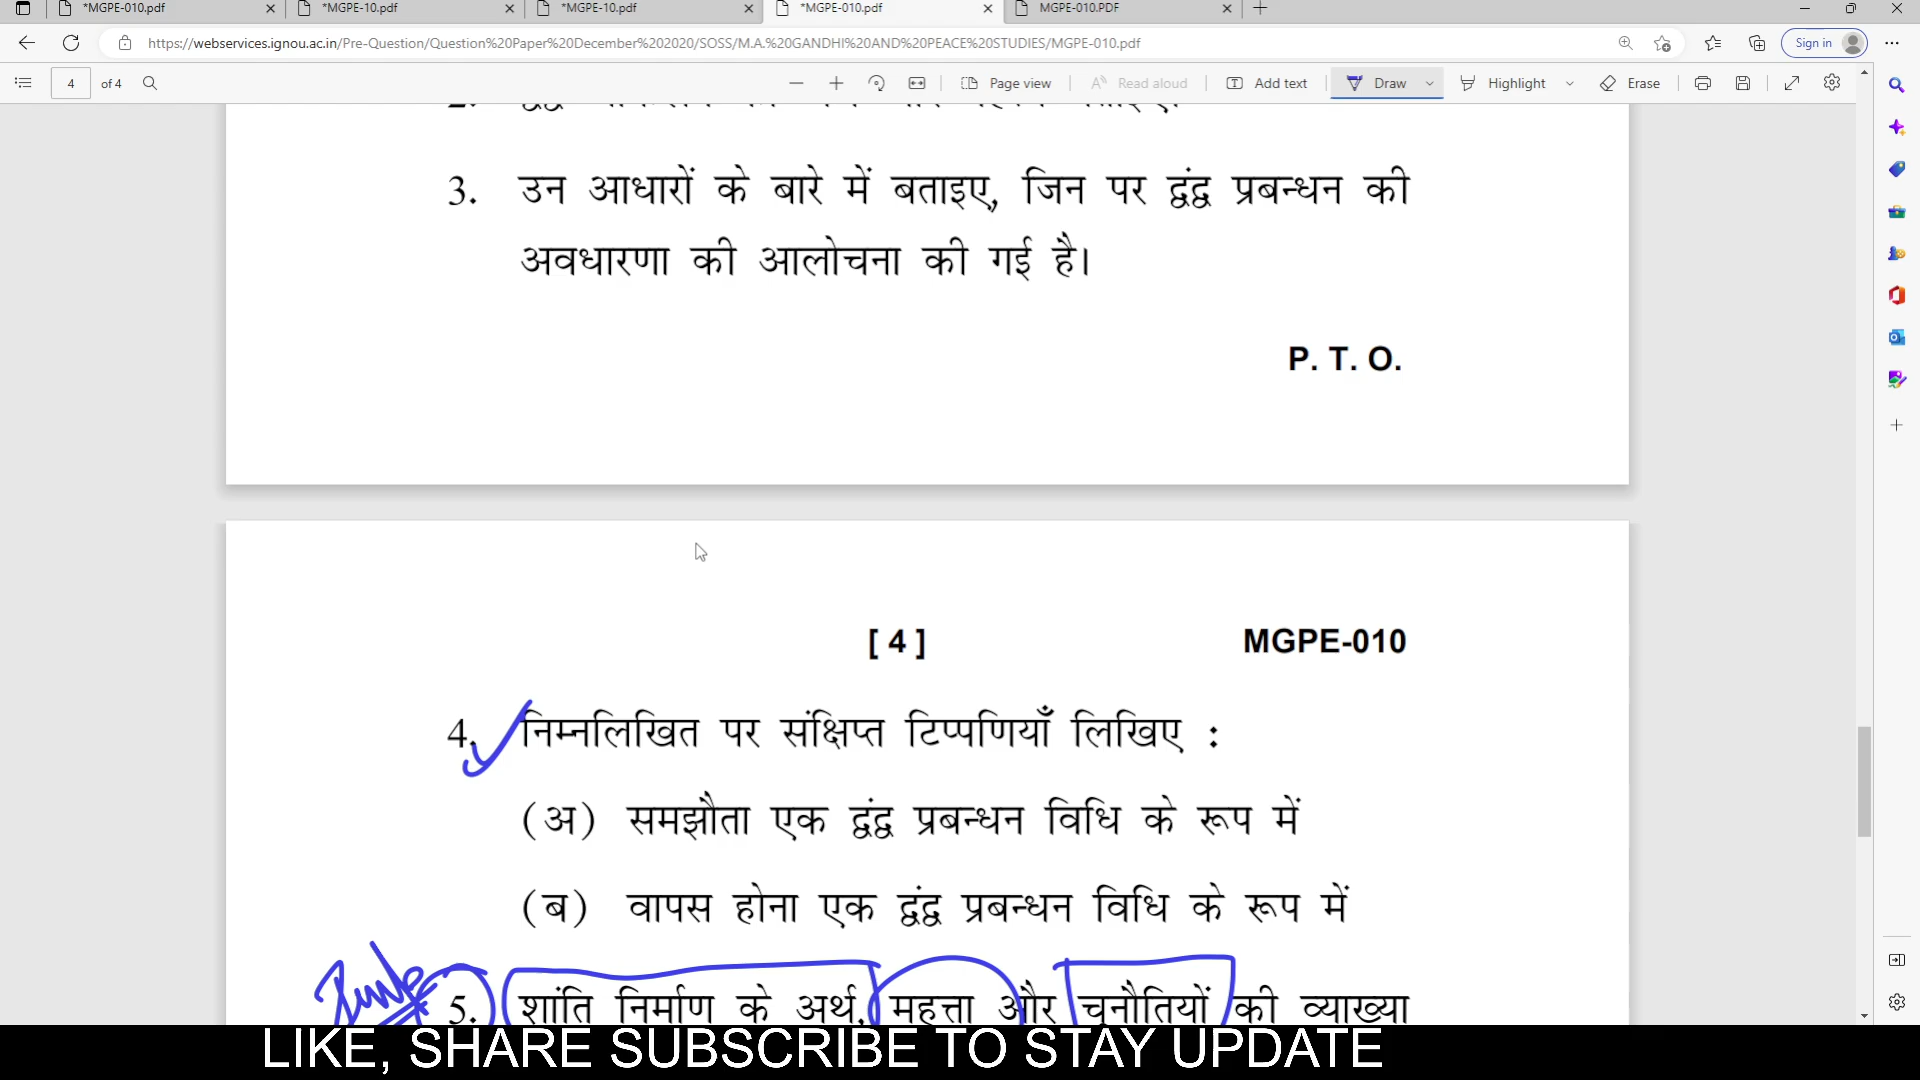 *MGPE-010.pdf
*MGPE-10.pdf
*MGPE-10.pdf
*MGPE-010.pdf
MGPE-010.PDF
https://webservices.ignou.ac.in/Pre-Question/Question%20Paper%20December%202020/SOSS/M.A.%20GANDHI%20AND%20PEACE%20STUDIES/MGPE-010.pdf
Sign in
4 of 4
Page view
Read aloud
Add text
Draw
Highlight
Erase
3. उन आधारों के बारे में बताइए, जिन पर द्वंद्व प्रबन्धन की
अवधारणा की आलोचना की गई है।
P. T. O.
[ 4 ]
MGPE-010
4. निम्नलिखित पर संक्षिप्त टिप्पणियाँ लिखिए :
(अ) समझौता एक द्वंद्व प्रबन्धन विधि के रूप में
(ब) वापस होना एक द्वंद्व प्रबन्धन विधि के रूप में
5. शांति निर्माण के अर्थ, महत्ता और चुनौतियों की व्याख्या
LIKE, SHARE SUBSCRIBE TO STAY UPDATE